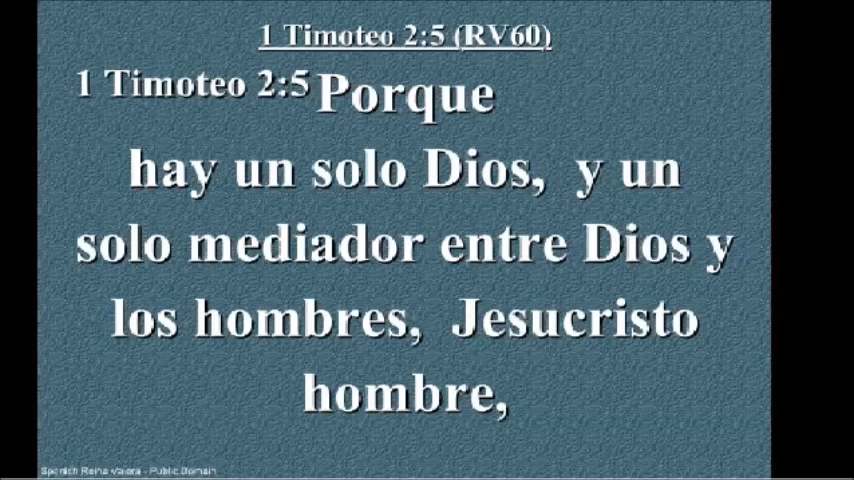 1 Timoteo 2:5 (RV60)
1 Timoteo 2:5 Porque
hay un solo Dios, y un
solo mediador entre Dios y
los hombres, Jesucristo
hombre,
Spanish Reina Valera - Public Domain